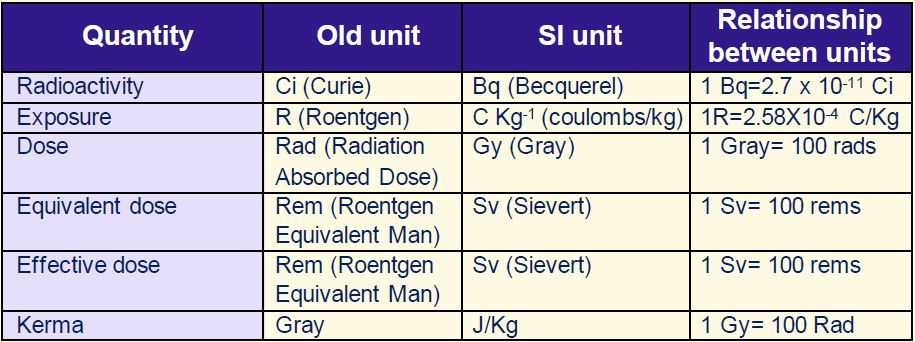 Quantity Old unit SI unit Relationship between units
Radioactivity Ci (Curie) Bq (Becquerel) 1 Bq=2.7 x 10⁻¹¹ Ci
Exposure R (Roentgen) C Kg⁻¹ (coulombs/kg) 1R=2.58X10⁻⁴ C/Kg
Dose Rad (Radiation Absorbed Dose) Gy (Gray) 1 Gray= 100 rads
Equivalent dose Rem (Roentgen Equivalent Man) Sv (Sievert) 1 Sv= 100 rems
Effective dose Rem (Roentgen Equivalent Man) Sv (Sievert) 1 Sv= 100 rems
Kerma Gray J/Kg 1 Gy= 100 Rad